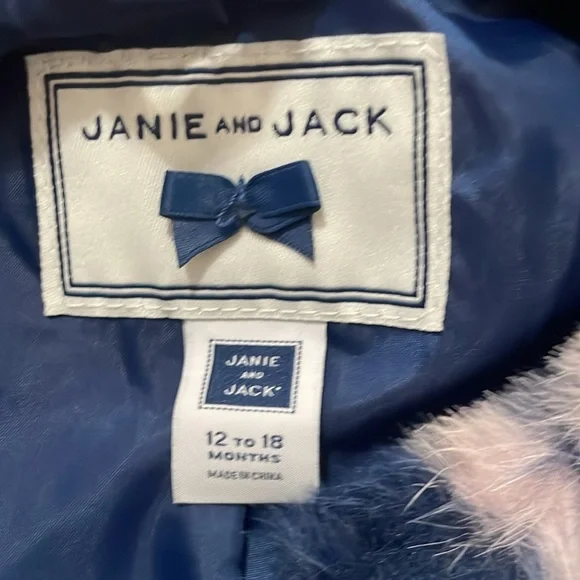 JANIE AND JACK
JANIE
AND
JACK®
12 TO 18
MONTHS
MADE IN CHINA